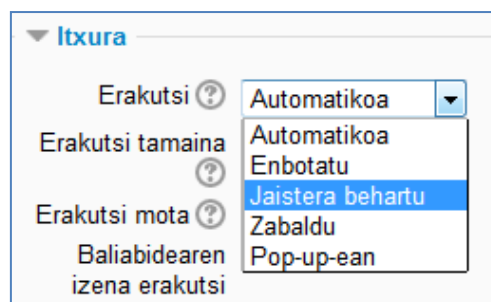 Itxura
Erakutsi Automatikoa
Automatikoa
Enbotatu
Jaistera behartu
Zabaldu
Pop-up-ean
Erakutsi tamaina
Erakutsi mota
Baliabidearen
izena erakutsi